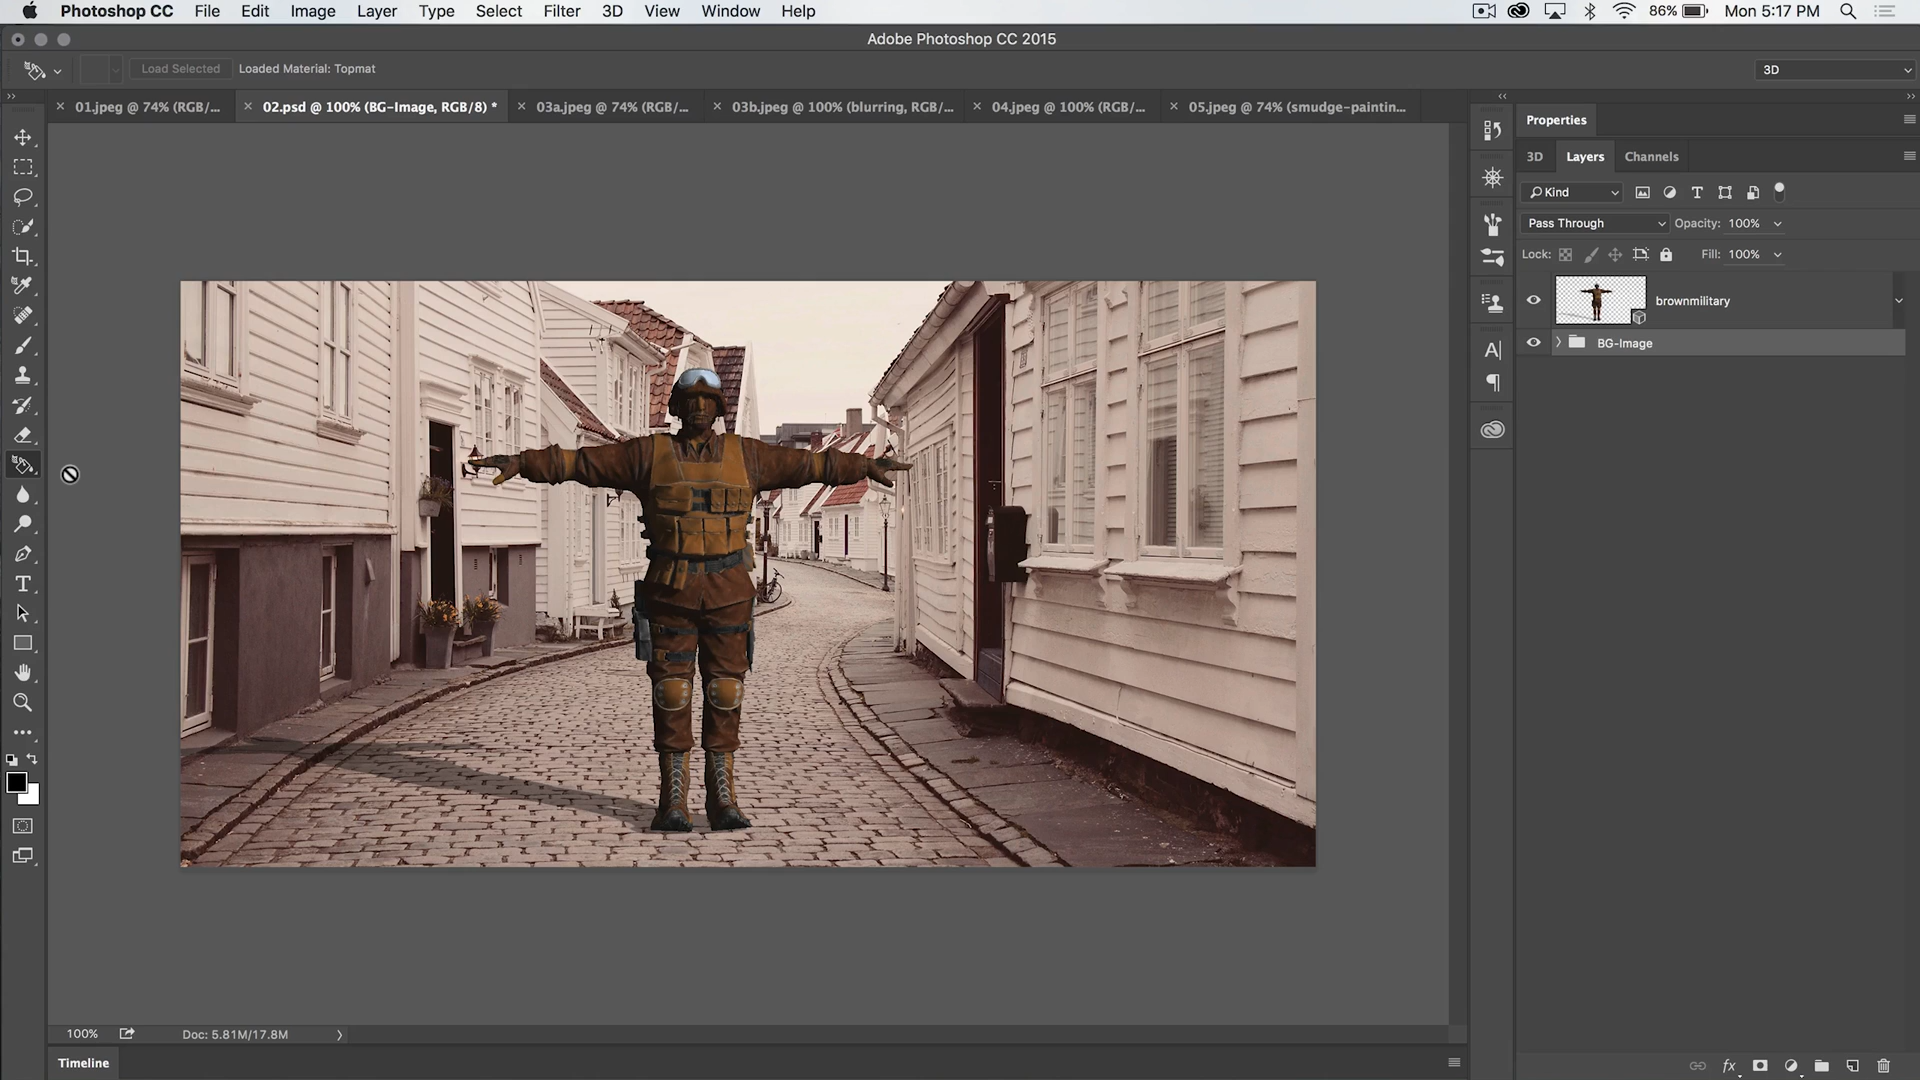 Photoshop CC File Edit Image Layer Type Select Filter 3D View Window Help 86% Mon 5:17 PM
Adobe Photoshop CC 2015
Load Selected Loaded Material: Topmat 3D
01.jpeg @ 74% (RGB/... 02.psd @ 100% (BG-Image, RGB/8) * 03a.jpeg @ 74% (RGB/... 03b.jpeg @ 100% (blurring, RGB/... 04.jpeg @ 100% (RGB/... 05.jpeg @ 74% (smudge-paintin...
Properties
3D Layers Channels
Kind
Pass Through Opacity: 100%
Lock: Fill: 100%
brownmilitary
BG-Image
100% Doc: 5.81M/17.8M
Timeline
fx